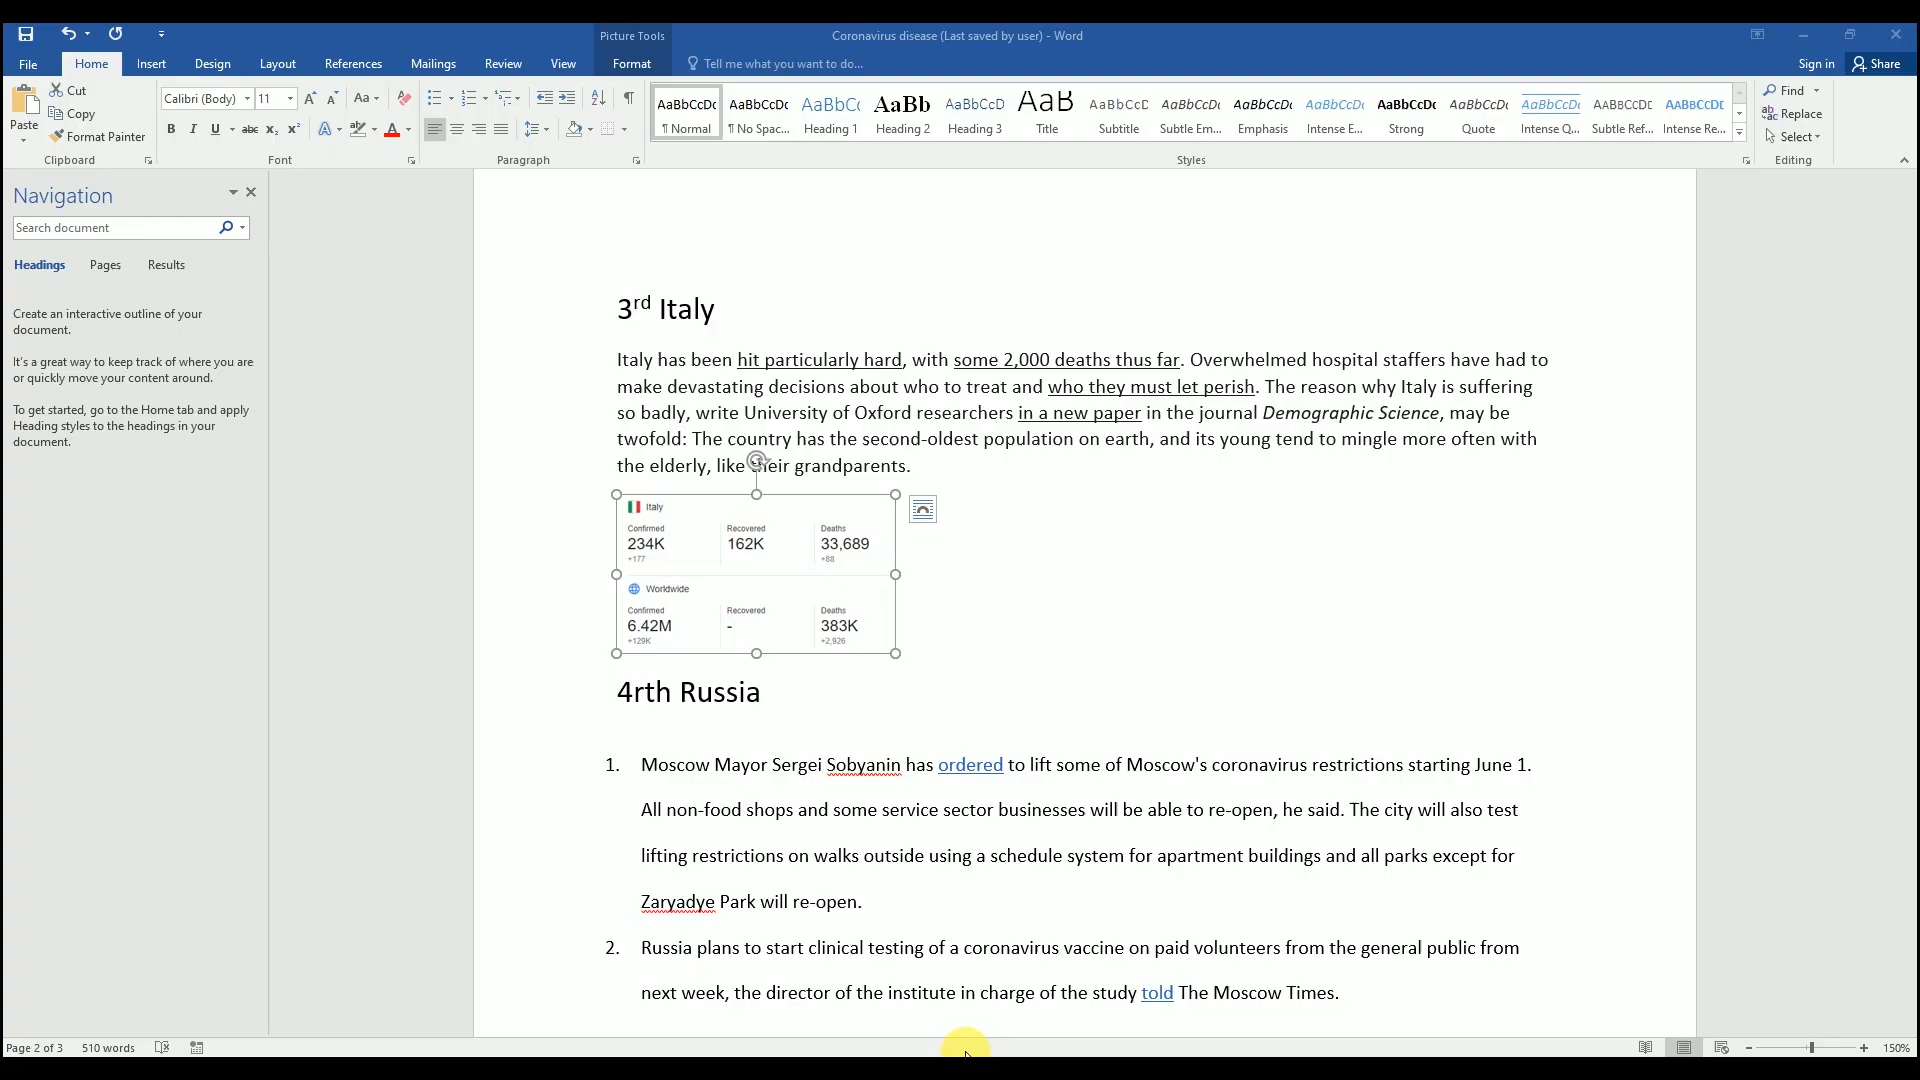 Picture Tools
Coronavirus disease (Last saved by user) - Word
File
Home
Insert
Design
Layout
References
Mailings
Review
View
Format
Tell me what you want to do...
Sign in
Share
Paste
Cut
Copy
Format Painter
Clipboard
Calibri (Body)
11
Aa
B I U abc x₂ x²
A
A
Font
Paragraph
AaBbCcDc
¶ Normal
AaBbCcDc
¶ No Spac...
AaBbCc
Heading 1
AaBb
Heading 2
AaBbCcD
Heading 3
AaB
Title
AaBbCcD
Subtitle
AaBbCcDc
Subtle Em...
AaBbCcDc
Emphasis
AaBbCcDc
Intense E...
AaBbCcDc
Strong
AaBbCcDc
Quote
AaBbCcDc
Intense Q...
AABBCCDE
Subtle Ref...
AABBCCDE
Intense Re...
Styles
Find
Replace
Select
Editing
Navigation
Search document
Headings
Pages
Results
Create an interactive outline of your
document.
It's a great way to keep track of where you are
or quickly move your content around.
To get started, go to the Home tab and apply
Heading styles to the headings in your
document.
3rd Italy
Italy has been hit particularly hard, with some 2,000 deaths thus far. Overwhelmed hospital staffers have had to
make devastating decisions about who to treat and who they must let perish. The reason why Italy is suffering
so badly, write University of Oxford researchers in a new paper in the journal Demographic Science, may be
twofold: The country has the second-oldest population on earth, and its young tend to mingle more often with
the elderly, like their grandparents.
Italy
Confirmed
234K
+177
Recovered
162K
Deaths
33,689
+88
Worldwide
Confirmed
6.42M
+129K
Recovered
-
Deaths
383K
+2,926
4rth Russia
1. Moscow Mayor Sergei Sobyanin has ordered to lift some of Moscow's coronavirus restrictions starting June 1.
All non-food shops and some service sector businesses will be able to re-open, he said. The city will also test
lifting restrictions on walks outside using a schedule system for apartment buildings and all parks except for
Zaryadye Park will re-open.
2. Russia plans to start clinical testing of a coronavirus vaccine on paid volunteers from the general public from
next week, the director of the institute in charge of the study told The Moscow Times.
Page 2 of 3
510 words
150%